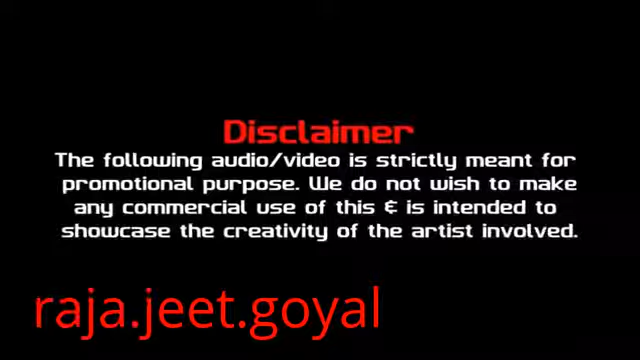 Disclaimer
The following audio/video is strictly meant for
promotional purpose. We do not wish to make
any commercial use of this & is intended to
showcase the creativity of the artist involved.
raja.jeet.goyal